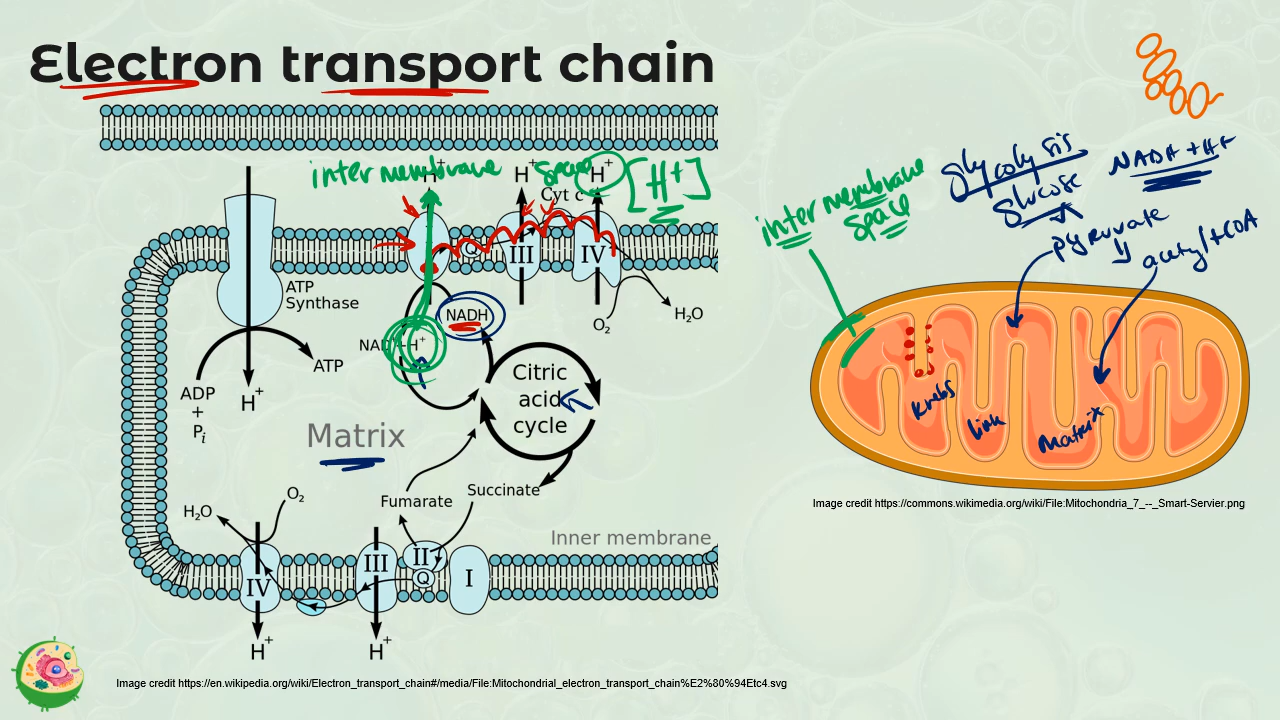 Electron transport chain
inter membrane space [H⁺]
H⁺
H⁺
H⁺
Cyt c
Q
III
IV
ATP
Synthase
NADH
O₂
H₂O
NAD⁺+H⁺
ATP
ADP
+
Pᵢ
H⁺
Citric
acid
cycle
Matrix
Fumarate
Succinate
O₂
H₂O
Inner membrane
IV
III
II
Q
I
H⁺
H⁺
Image credit https://en.wikipedia.org/wiki/Electron_transport_chain#/media/File:Mitochondrial_electron_transport_chain%E2%80%94Etc4.svg
inter membrane
space
glycolysis
glucose
NADH + H+
pyruvate
acetyl COA
Krebs
link
Matrix
Image credit https://commons.wikimedia.org/wiki/File:Mitochondria_7_--_Smart-Servier.png